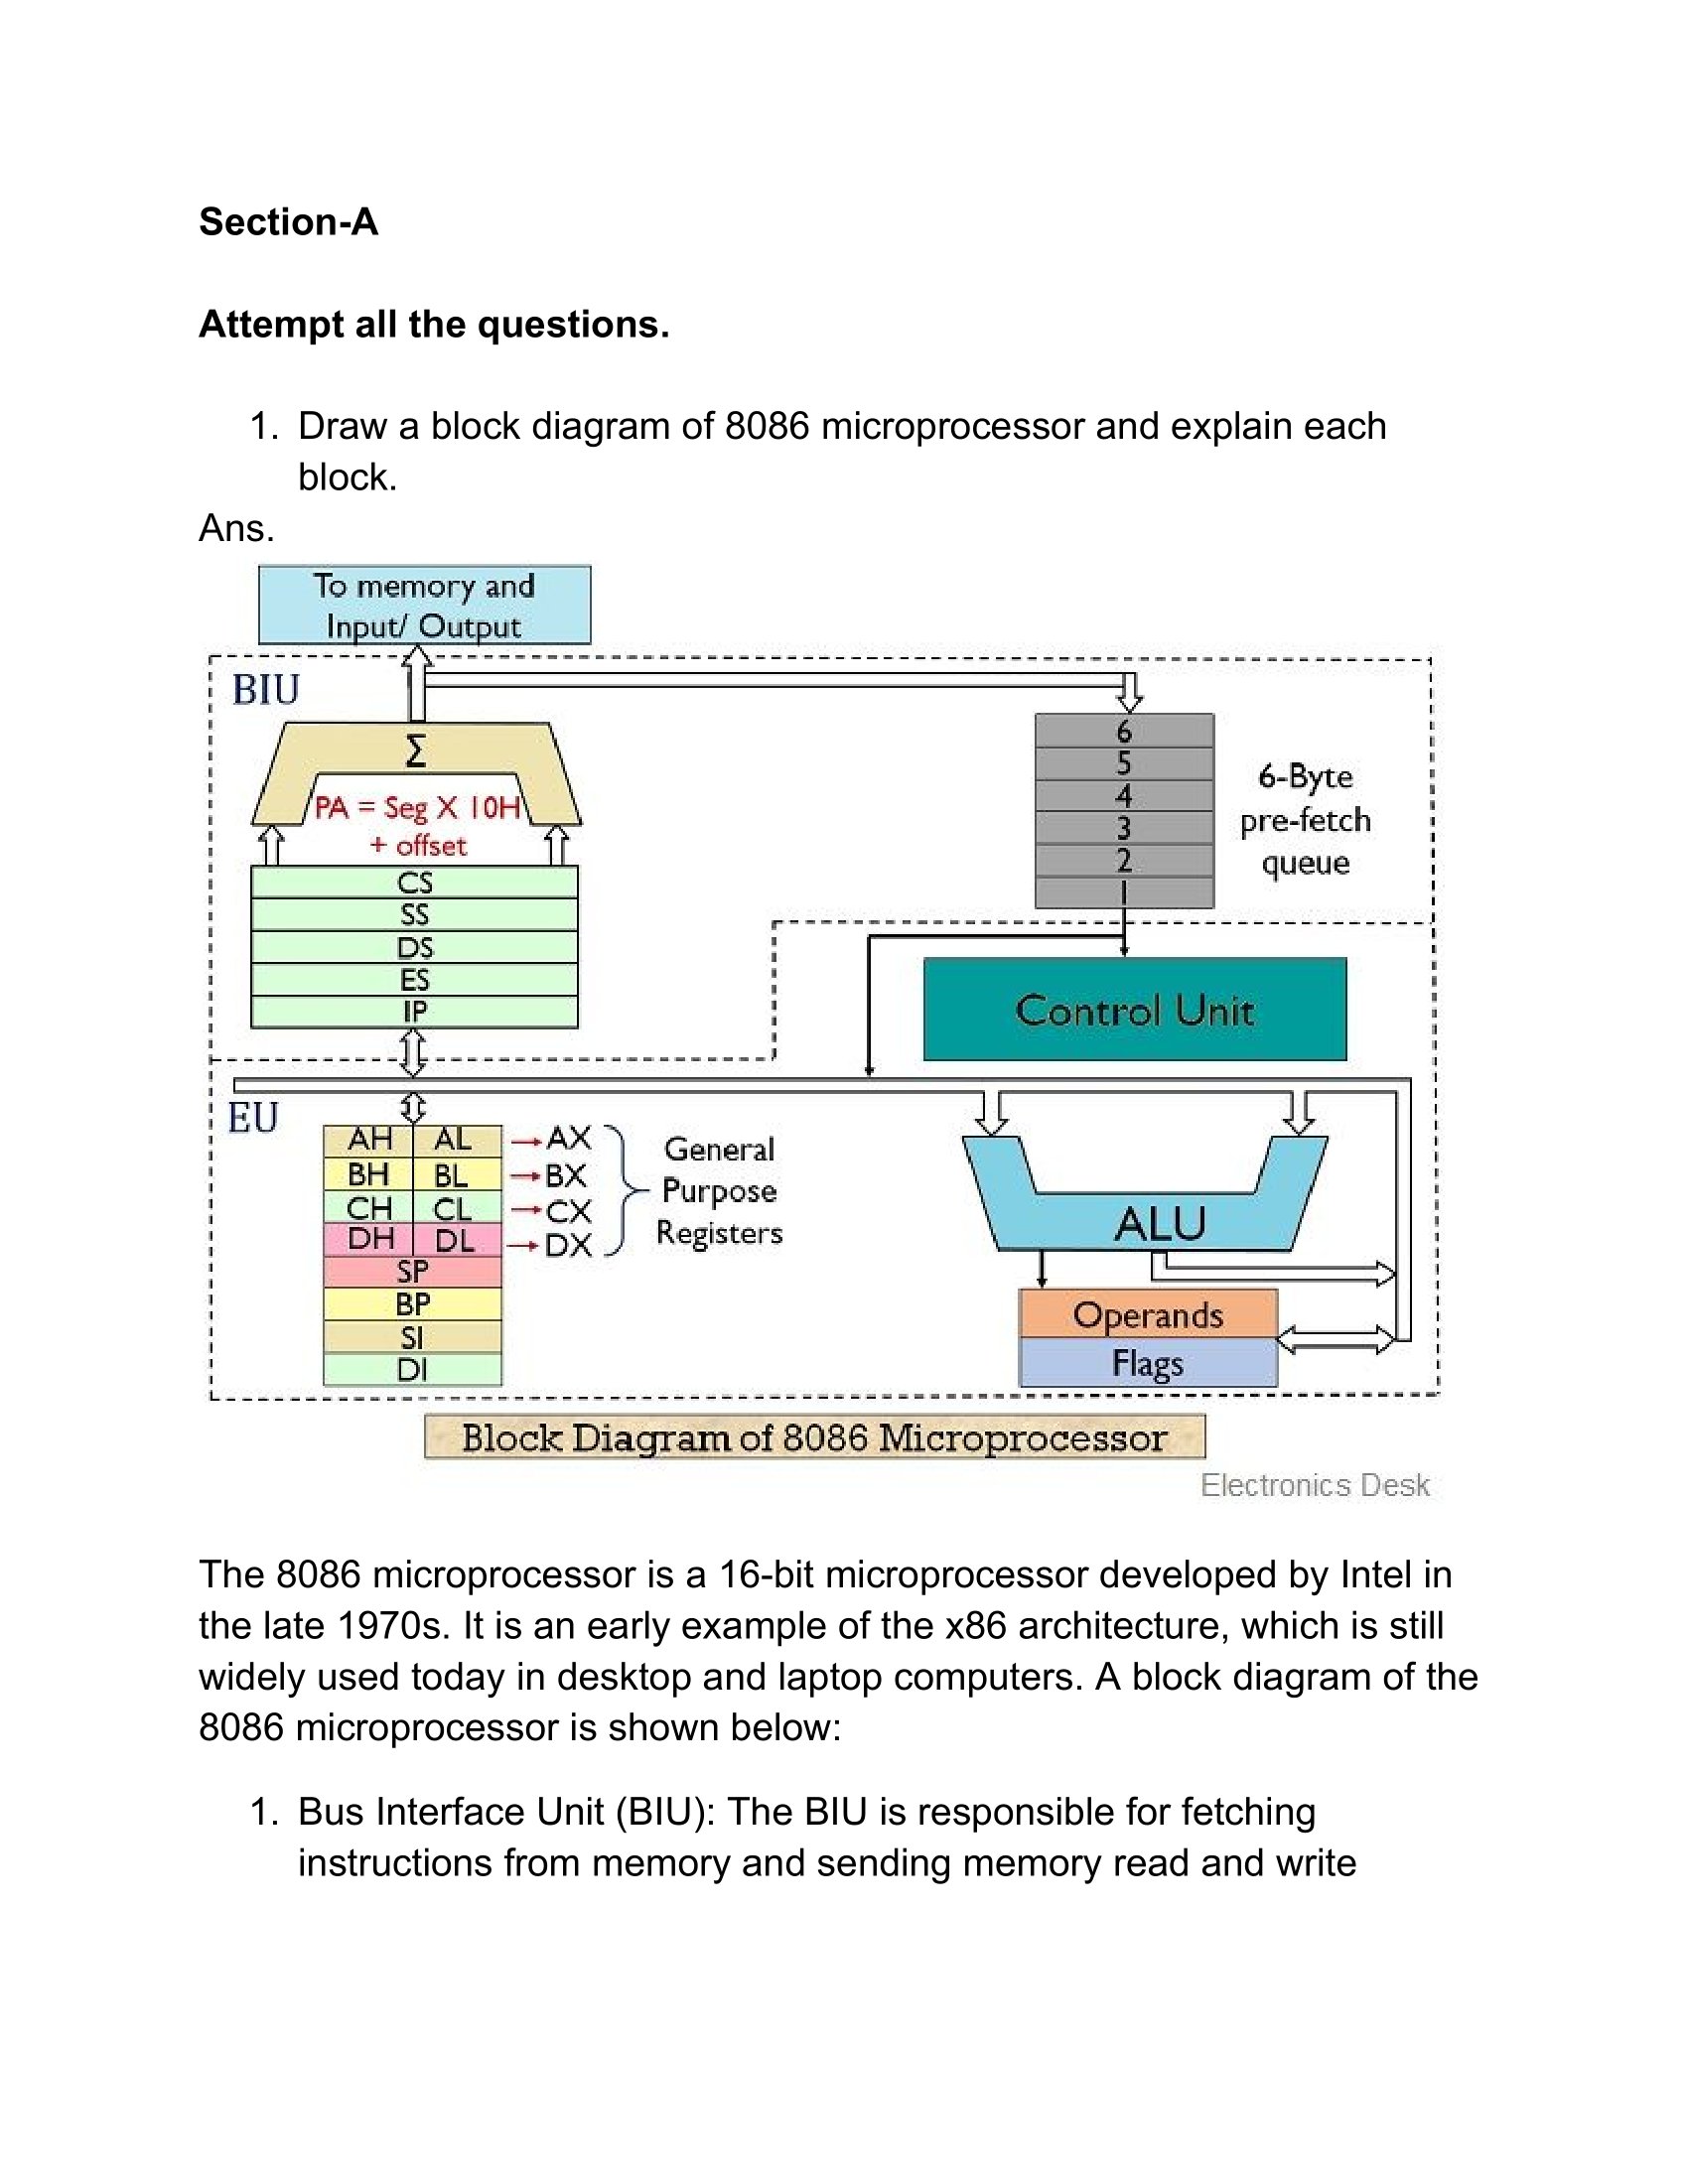 Section-A
Attempt all the questions.
1. Draw a block diagram of 8086 microprocessor and explain each
block.
Ans.
To memory and
Input/ Output
BIU
Σ
PA = Seg X 10H
+ offset
CS
SS
DS
ES
IP
6
5
4
3
2
1
6-Byte
pre-fetch
queue
Control Unit
EU
AH AL → AX
BH BL → BX
CH CL → CX
DH DL → DX
SP
BP
SI
DI
General
Purpose
Registers
ALU
Operands
Flags
Block Diagram of 8086 Microprocessor
Electronics Desk
The 8086 microprocessor is a 16-bit microprocessor developed by Intel in
the late 1970s. It is an early example of the x86 architecture, which is still
widely used today in desktop and laptop computers. A block diagram of the
8086 microprocessor is shown below:
1. Bus Interface Unit (BIU): The BIU is responsible for fetching
instructions from memory and sending memory read and write